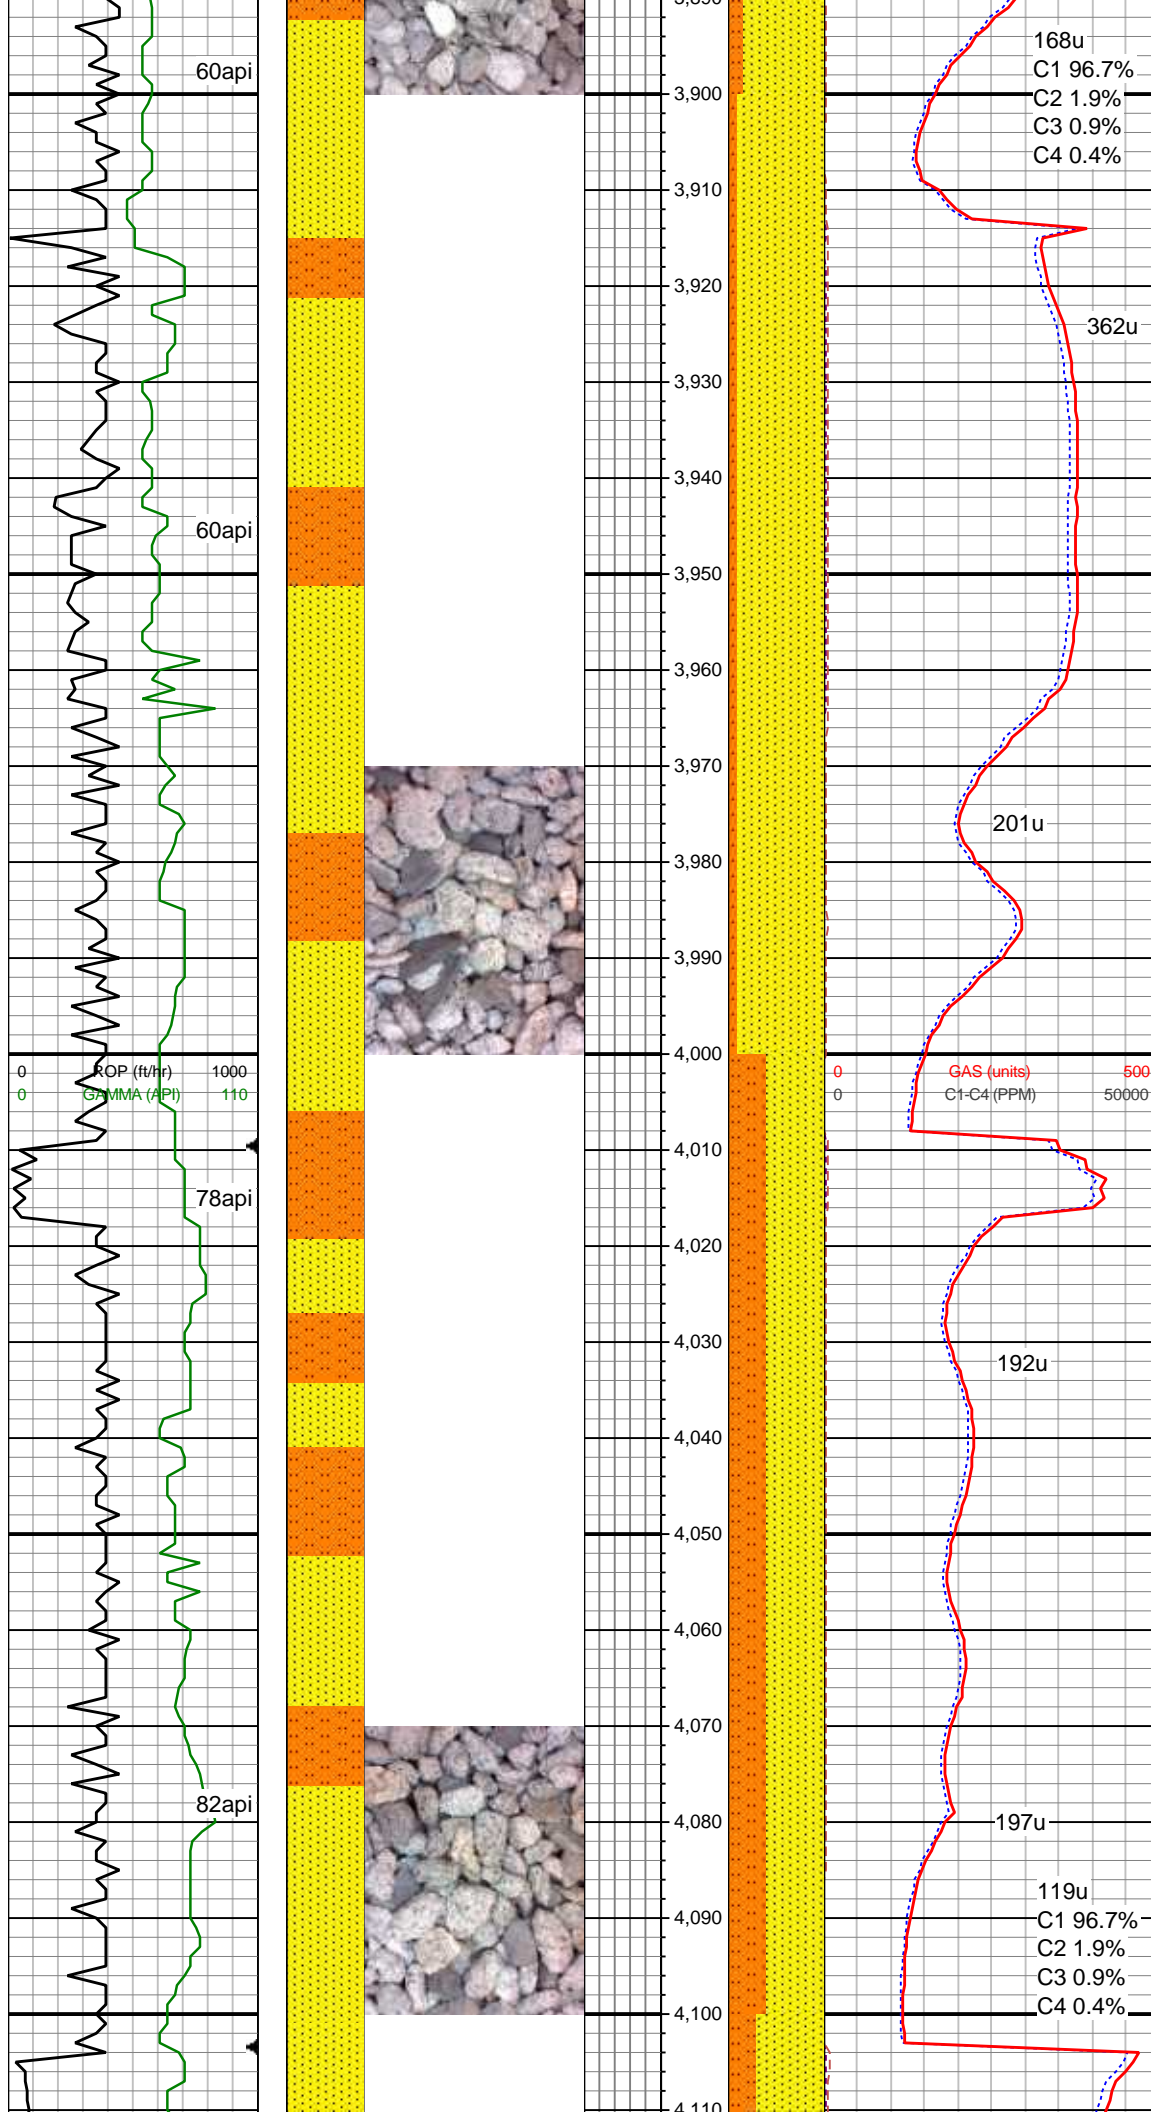 3,890
168u
C1 96.7%
60api
3,900
C2 1.9%
C3 0.9%
C4 0.4%
3,910
3,920
362u
3,930
3,940
60api
3,950
3,960
3,970
201u
3,980
3,990
4,000
0 ROP (ft/hr) 1000
0 GAS (units) 500
0 GAMMA (API) 110
0 C1-C4 (PPM) 50000
4,010
78api
4,020
4,030
192u
4,040
4,050
4,060
4,070
82api
4,080
197u
119u
4,090
C1 96.7%
C2 1.9%
C3 0.9%
C4 0.4%
4,100
4,110